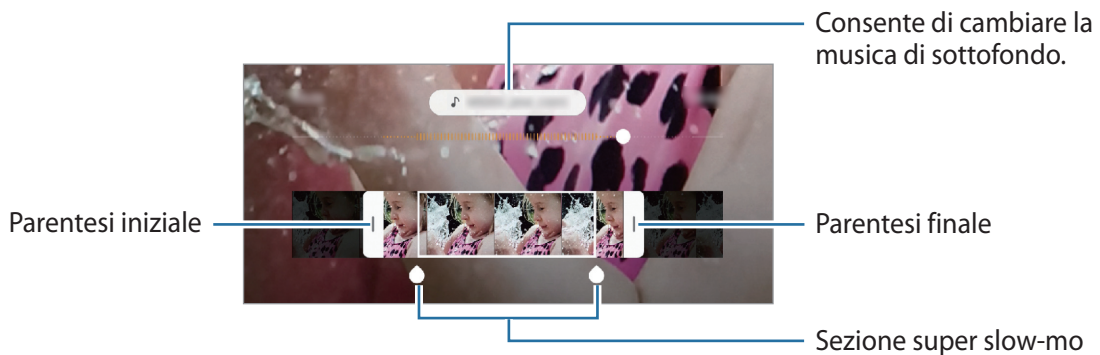 Consente di cambiare la
musica di sottofondo.
Parentesi iniziale
Parentesi finale
Sezione super slow-mo